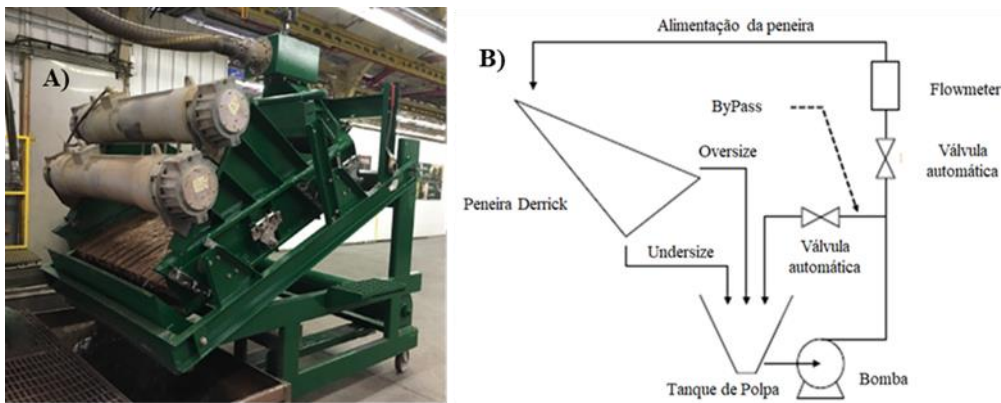 A)
B)
Alimentação da peneira
Flowmeter
ByPass
Válvula
automática
Oversize
Peneira Derrick
Válvula
automática
Undersize
Tanque de Polpa
Bomba